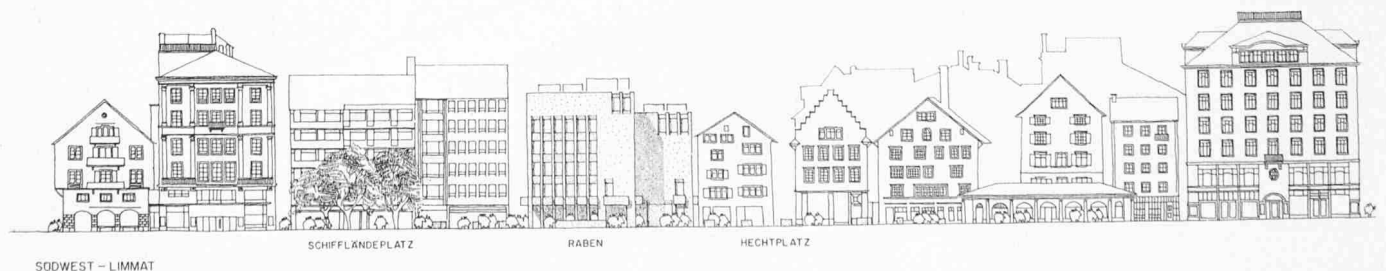 SCHIFFLÄNDEPLATZ RABEN HECHTPLATZ
SÜDWEST – LIMMAT